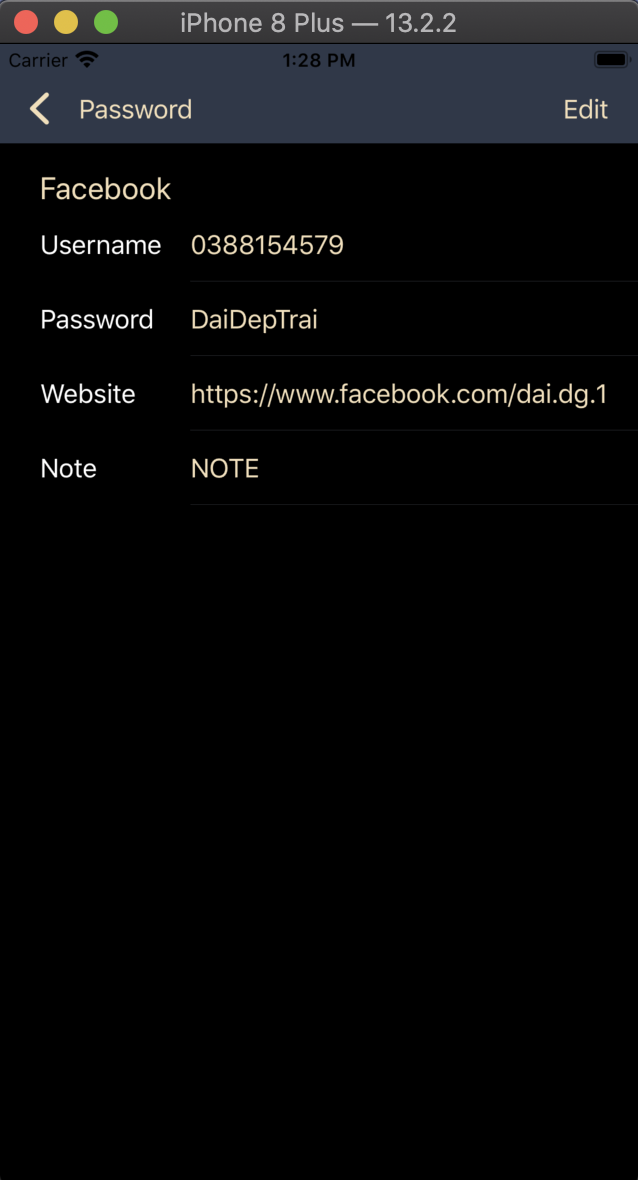 iPhone 8 Plus — 13.2.2
Carrier 1:28 PM
Password Edit
Facebook
Username 0388154579
Password DaiDepTrai
Website https://www.facebook.com/dai.dg.1
Note NOTE